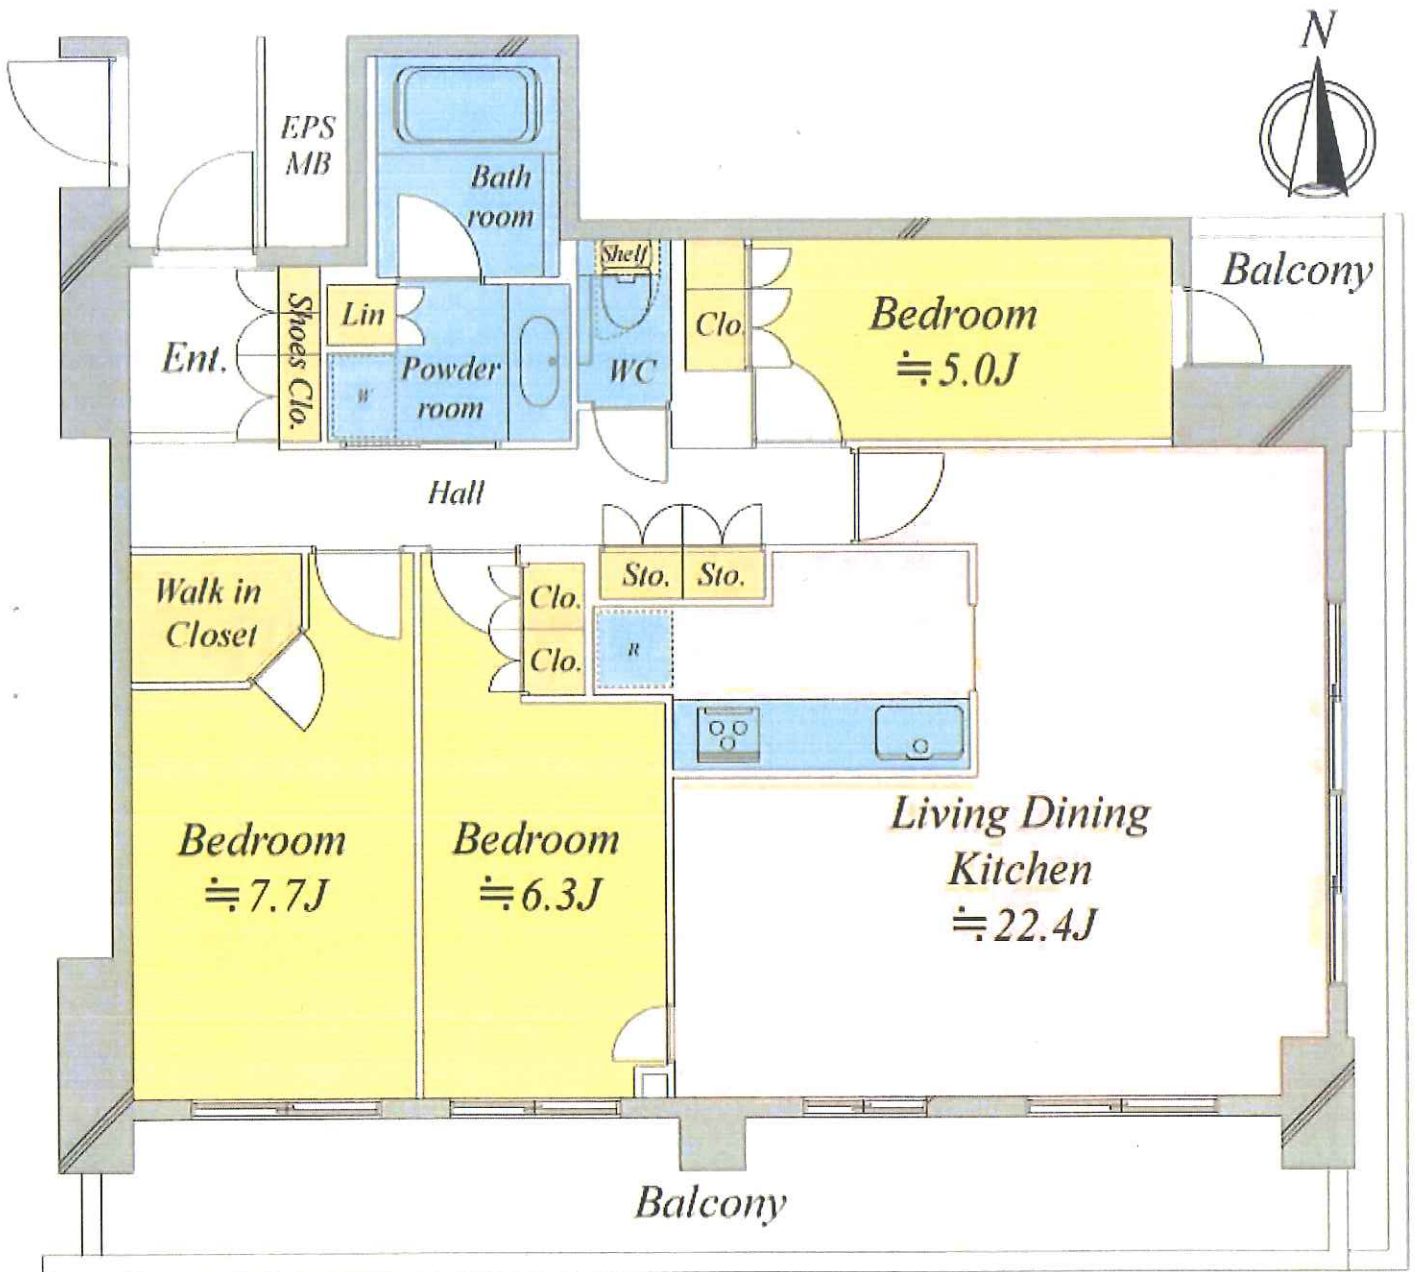 N
EPS
MB
Bath
room
Shelf
Balcony
Shoes Clo.
Lin
Clo.
Bedroom
≒5.0J
Ent.
W
Powder
room
WC
Hall
Walk in
Closet
Clo.
Clo.
Sto.
Sto.
R
Bedroom
≒7.7J
Bedroom
≒6.3J
Living Dining
Kitchen
≒22.4J
Balcony